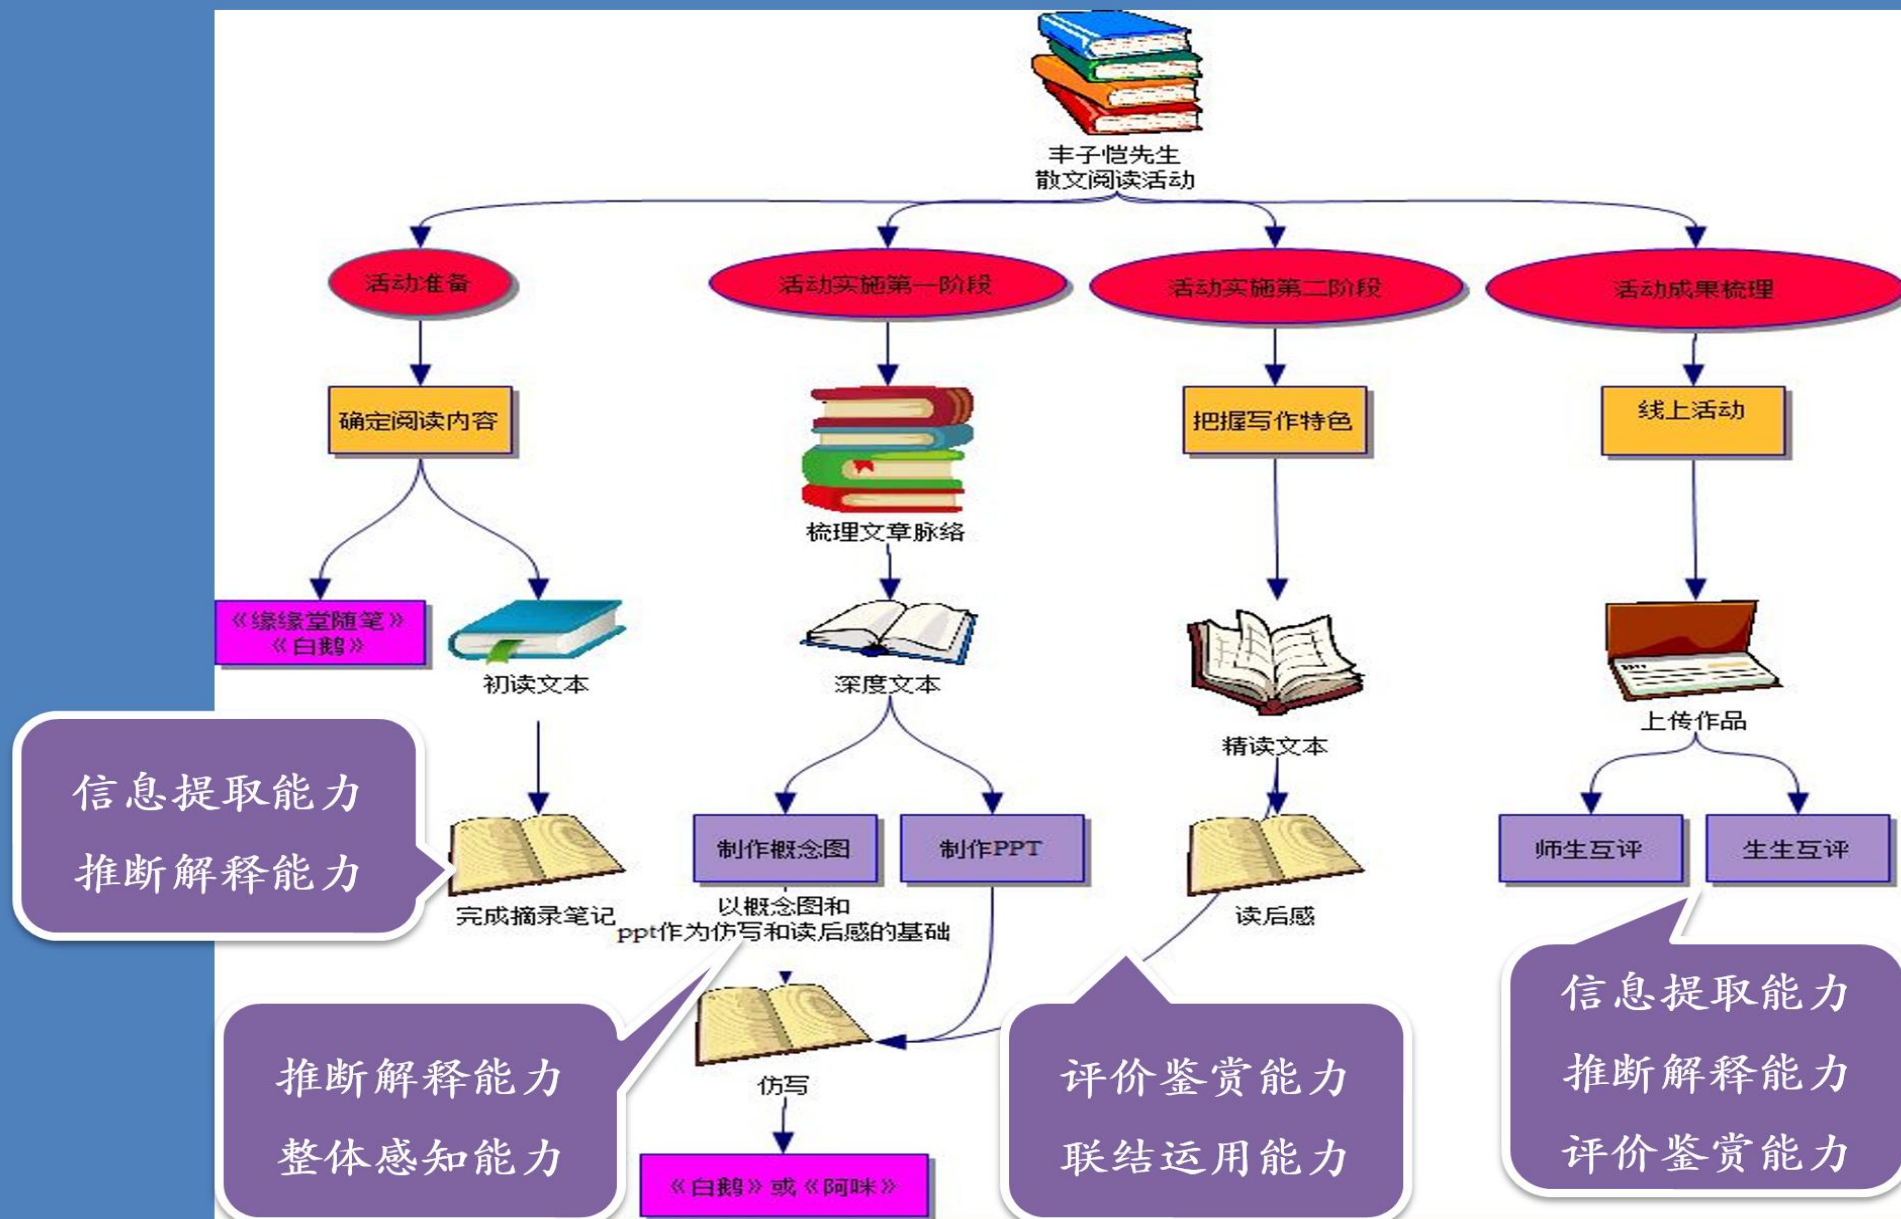 丰子恺先生
散文阅读活动
活动准备
活动实施第一阶段
活动实施第二阶段
活动成果梳理
确定阅读内容
把握写作特色
线上活动
梳理文章脉络
《缘缘堂随笔》
《白鹅》
初读文本
深度文本
精读文本
上传作品
信息提取能力
推断解释能力
制作概念图
制作PPT
师生互评
生生互评
完成摘录笔记
以概念图和
ppt作为仿写和读后感的基础
读后感
推断解释能力
整体感知能力
仿写
评价鉴赏能力
联结运用能力
信息提取能力
推断解释能力
评价鉴赏能力
《白鹅》或《阿咪》